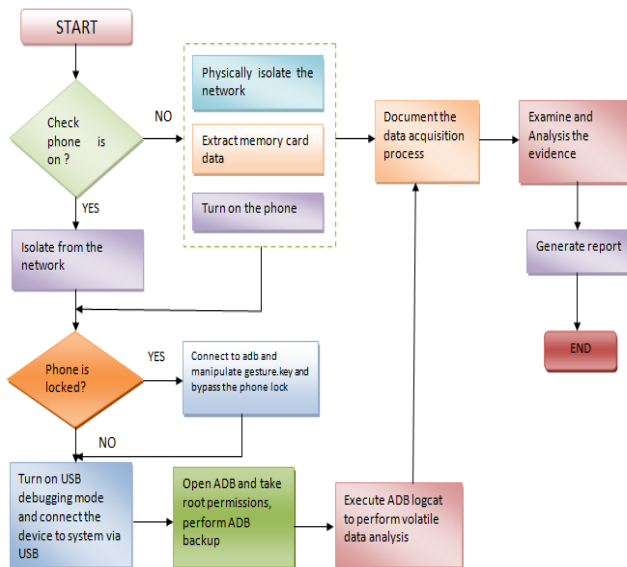 START
Check
phone is
on ?
NO
YES
Physically isolate the
network
Extract memory card
data
Turn on the phone
Document the
data acquisition
process
Examine and
Analysis the
evidence
Isolate from the
network
Generate report
END
Phone is
locked?
YES
NO
Connect to adb and
manipulate gesture.key and
bypass the phone lock
Turn on USB
debugging mode
and connect the
device to system via
USB
Open ADB and take
root permissions,
perform ADB
backup
Execute ADB logcat
to perform volatile
data analysis